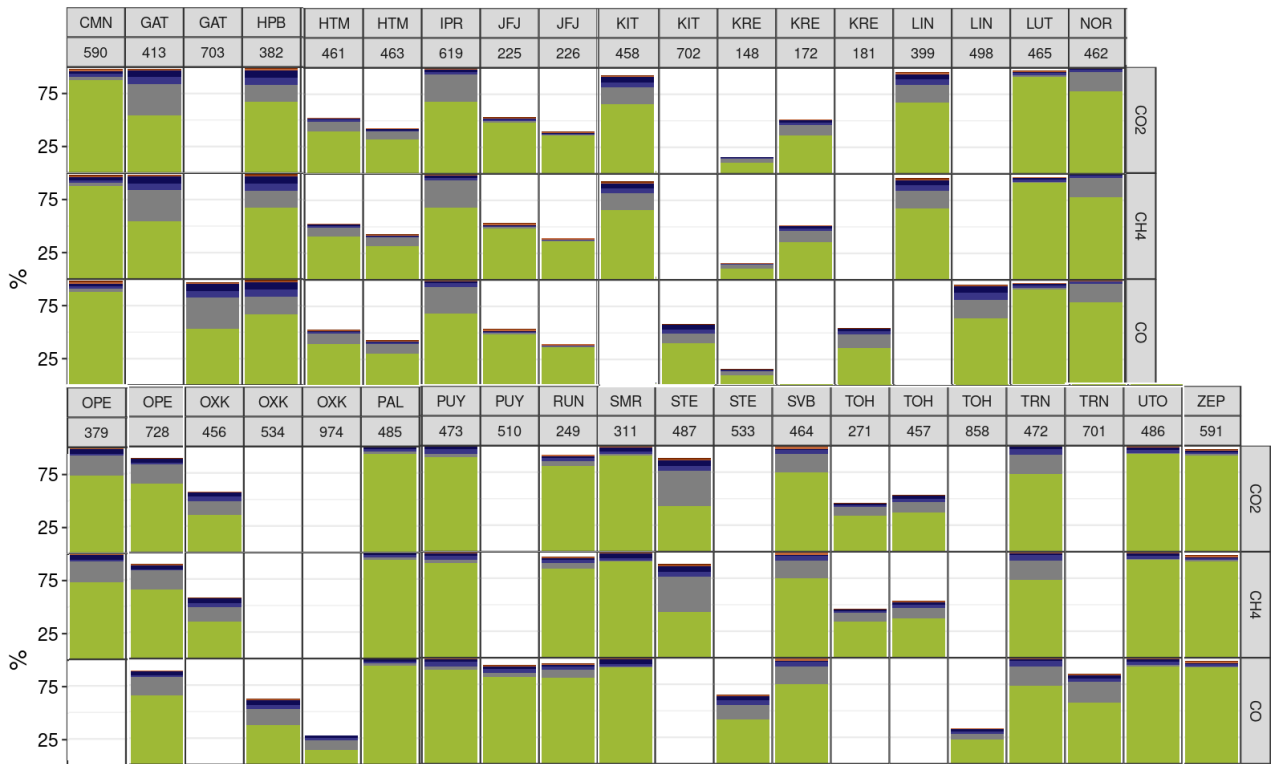 CMN GAT GAT HPB HTM HTM IPR JFJ JFJ KIT KIT KRE KRE KRE LIN LIN LUT NOR
590 413 703 382 461 463 619 225 226 458 702 148 172 181 399 498 465 462
75
25
CO2
75
25
CH4
%
75
25
CO
OPE OPE OXK OXK OXK PAL PUY PUY RUN SMR STE STE SVB TOH TOH TOH TRN TRN UTO ZEP
379 728 456 534 974 485 473 510 249 311 487 533 464 271 457 858 472 701 486 591
75
25
CO2
75
25
CH4
%
75
25
CO